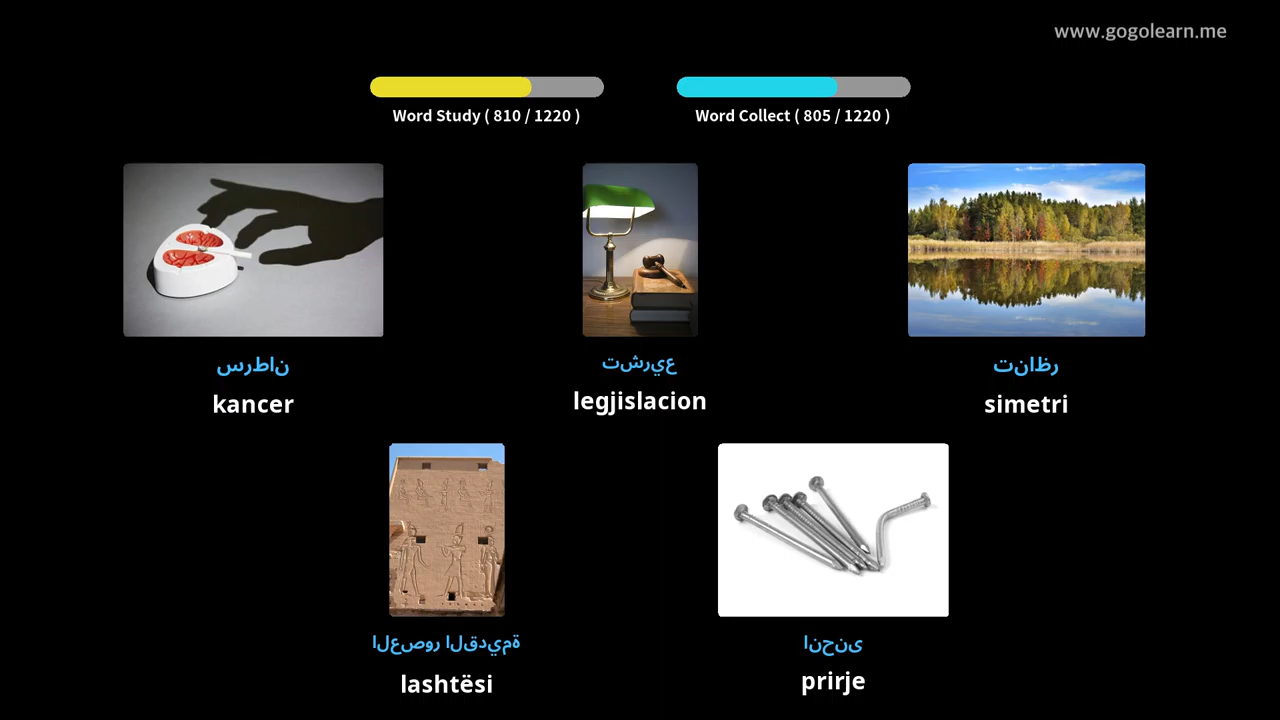 www.gogolearn.me
Word Study ( 810 / 1220 )
Word Collect ( 805 / 1220 )
سرطان
kancer
تشريع
legjislacion
تناظر
simetri
العصور القديمة
lashtësi
انحنى
prirje